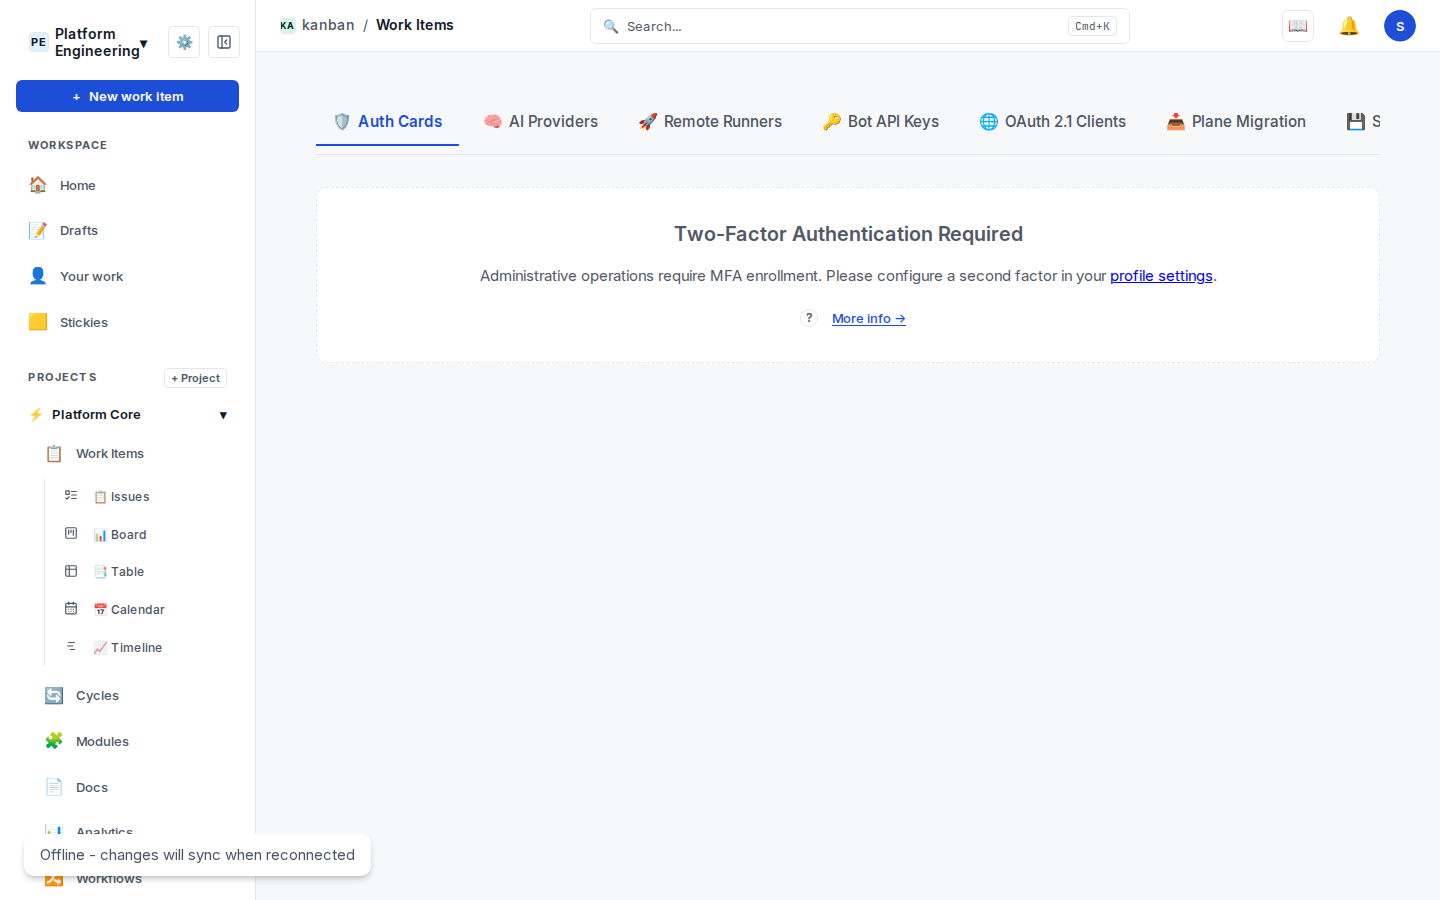 PE
Platform
Engineering ▾
+ New work item
WORKSPACE
Home
Drafts
Your work
Stickies
PROJECTS
+ Project
Platform Core ▾
Work Items
Issues
Board
Table
Calendar
Timeline
Cycles
Modules
Docs
Analytics
Workflows
Offline - changes will sync when reconnected
KA kanban / Work Items
Search...
Cmd+K
S
Auth Cards
AI Providers
Remote Runners
Bot API Keys
OAuth 2.1 Clients
Plane Migration
S
Two-Factor Authentication Required
Administrative operations require MFA enrollment. Please configure a second factor in your profile settings.
? More info →